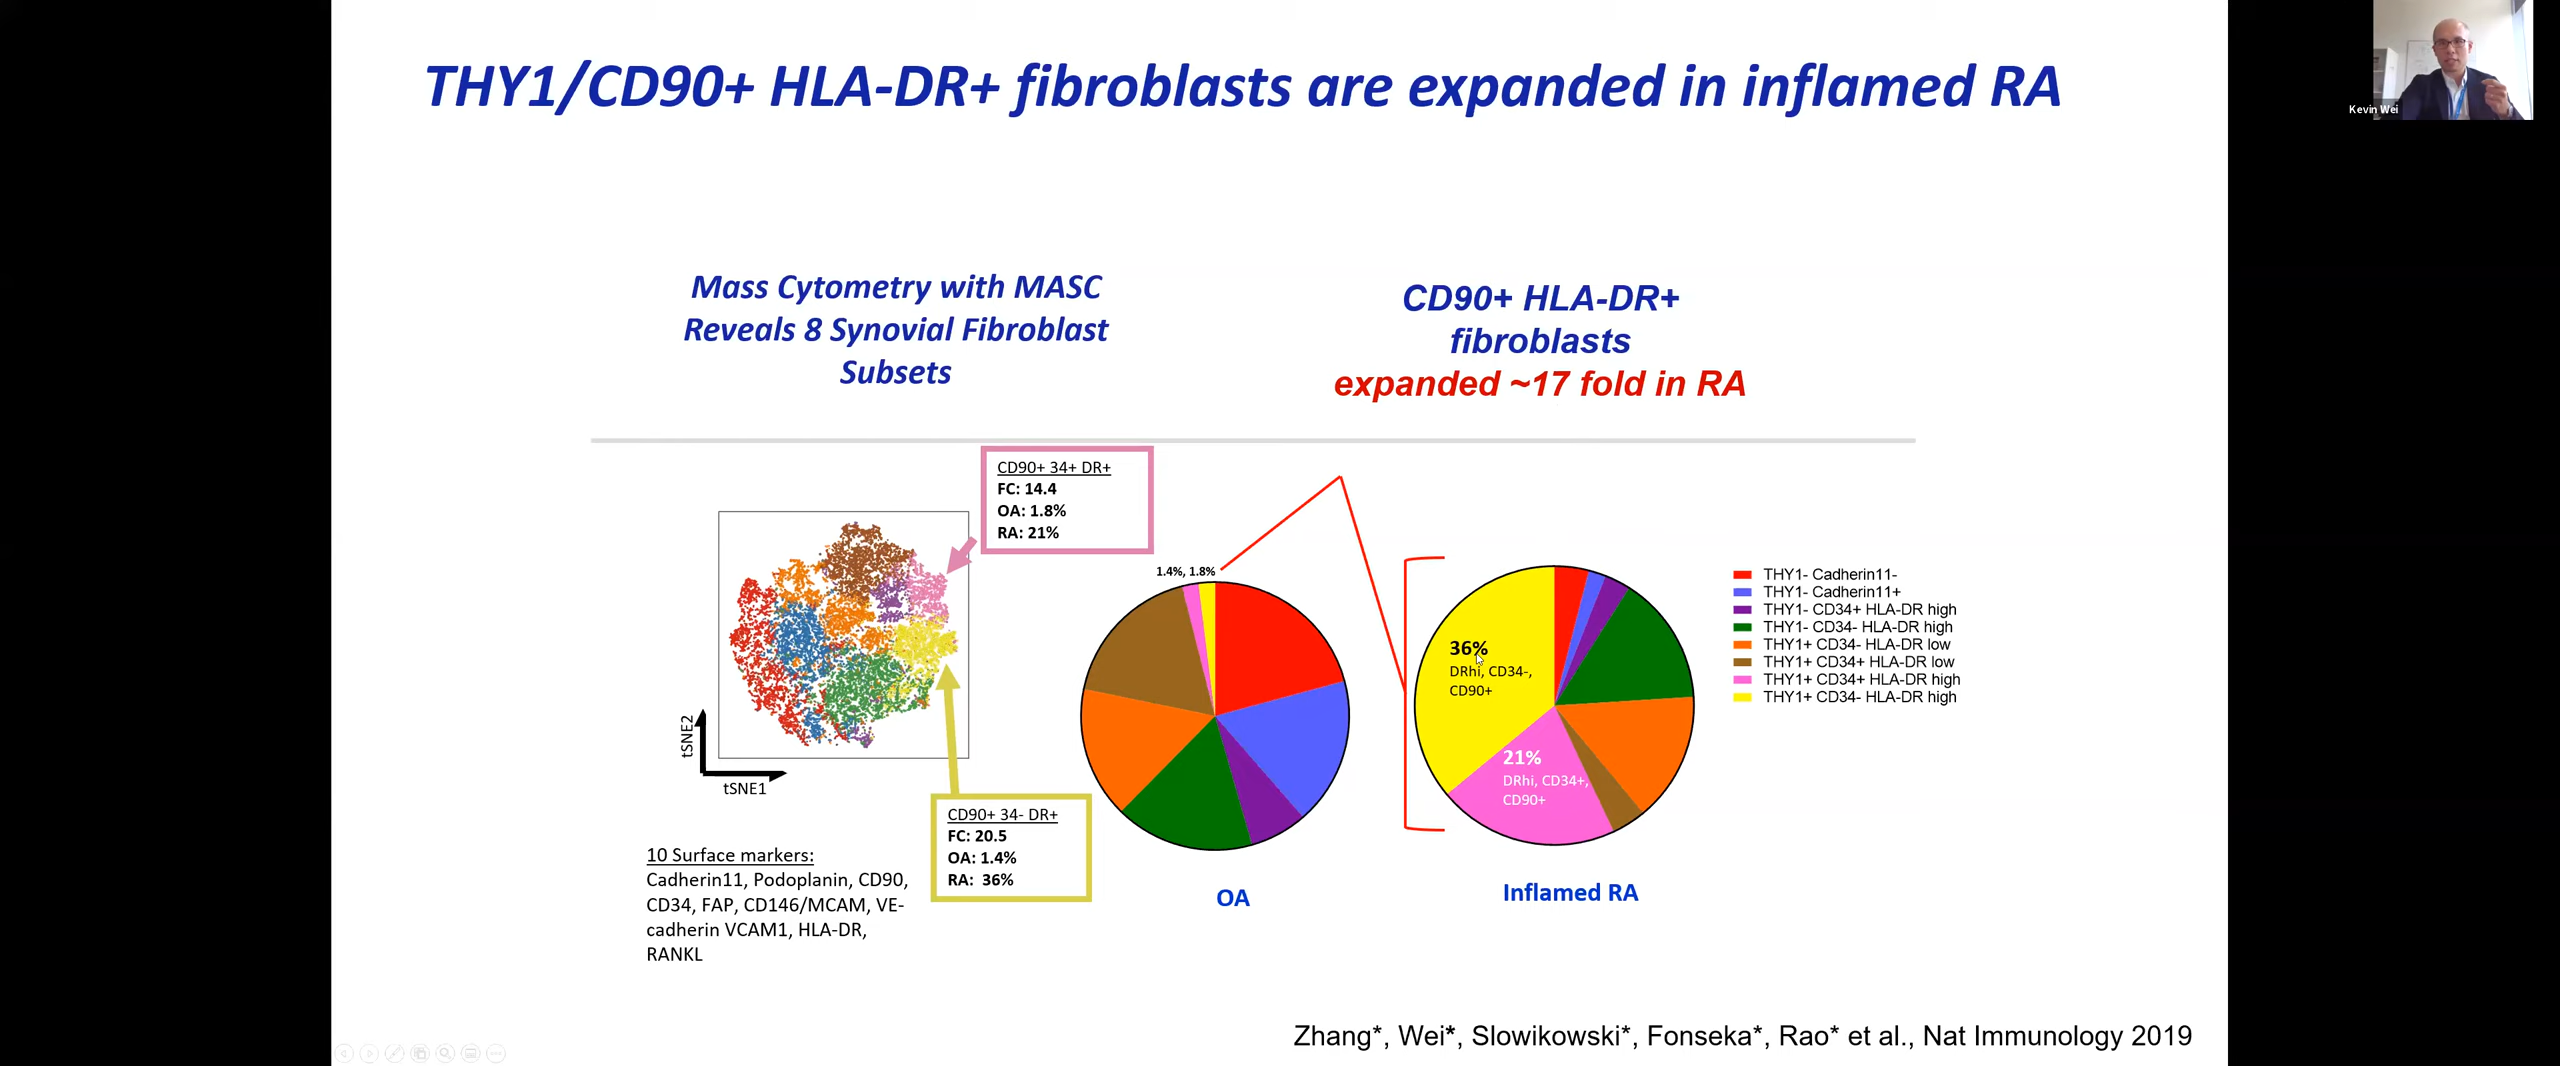 THY1/CD90+ HLA-DR+ fibroblasts are expanded in inflamed RA
Kevin Wei
Mass Cytometry with MASC
Reveals 8 Synovial Fibroblast
Subsets
CD90+ HLA-DR+
fibroblasts
expanded ~17 fold in RA
CD90+ 34+ DR+
FC: 14.4
OA: 1.8%
RA: 21%
tSNE2
tSNE1
CD90+ 34- DR+
FC: 20.5
OA: 1.4%
RA: 36%
10 Surface markers:
Cadherin11, Podoplanin, CD90,
CD34, FAP, CD146/MCAM, VE-
cadherin VCAM1, HLA-DR,
RANKL
1.4%, 1.8%
OA
36%
DRhi, CD34-,
CD90+
21%
DRhi, CD34+,
CD90+
Inflamed RA
THY1- Cadherin11-
THY1- Cadherin11+
THY1- CD34+ HLA-DR high
THY1- CD34- HLA-DR high
THY1+ CD34- HLA-DR low
THY1+ CD34+ HLA-DR low
THY1+ CD34+ HLA-DR high
THY1+ CD34- HLA-DR high
Zhang*, Wei*, Slowikowski*, Fonseka*, Rao* et al., Nat Immunology 2019